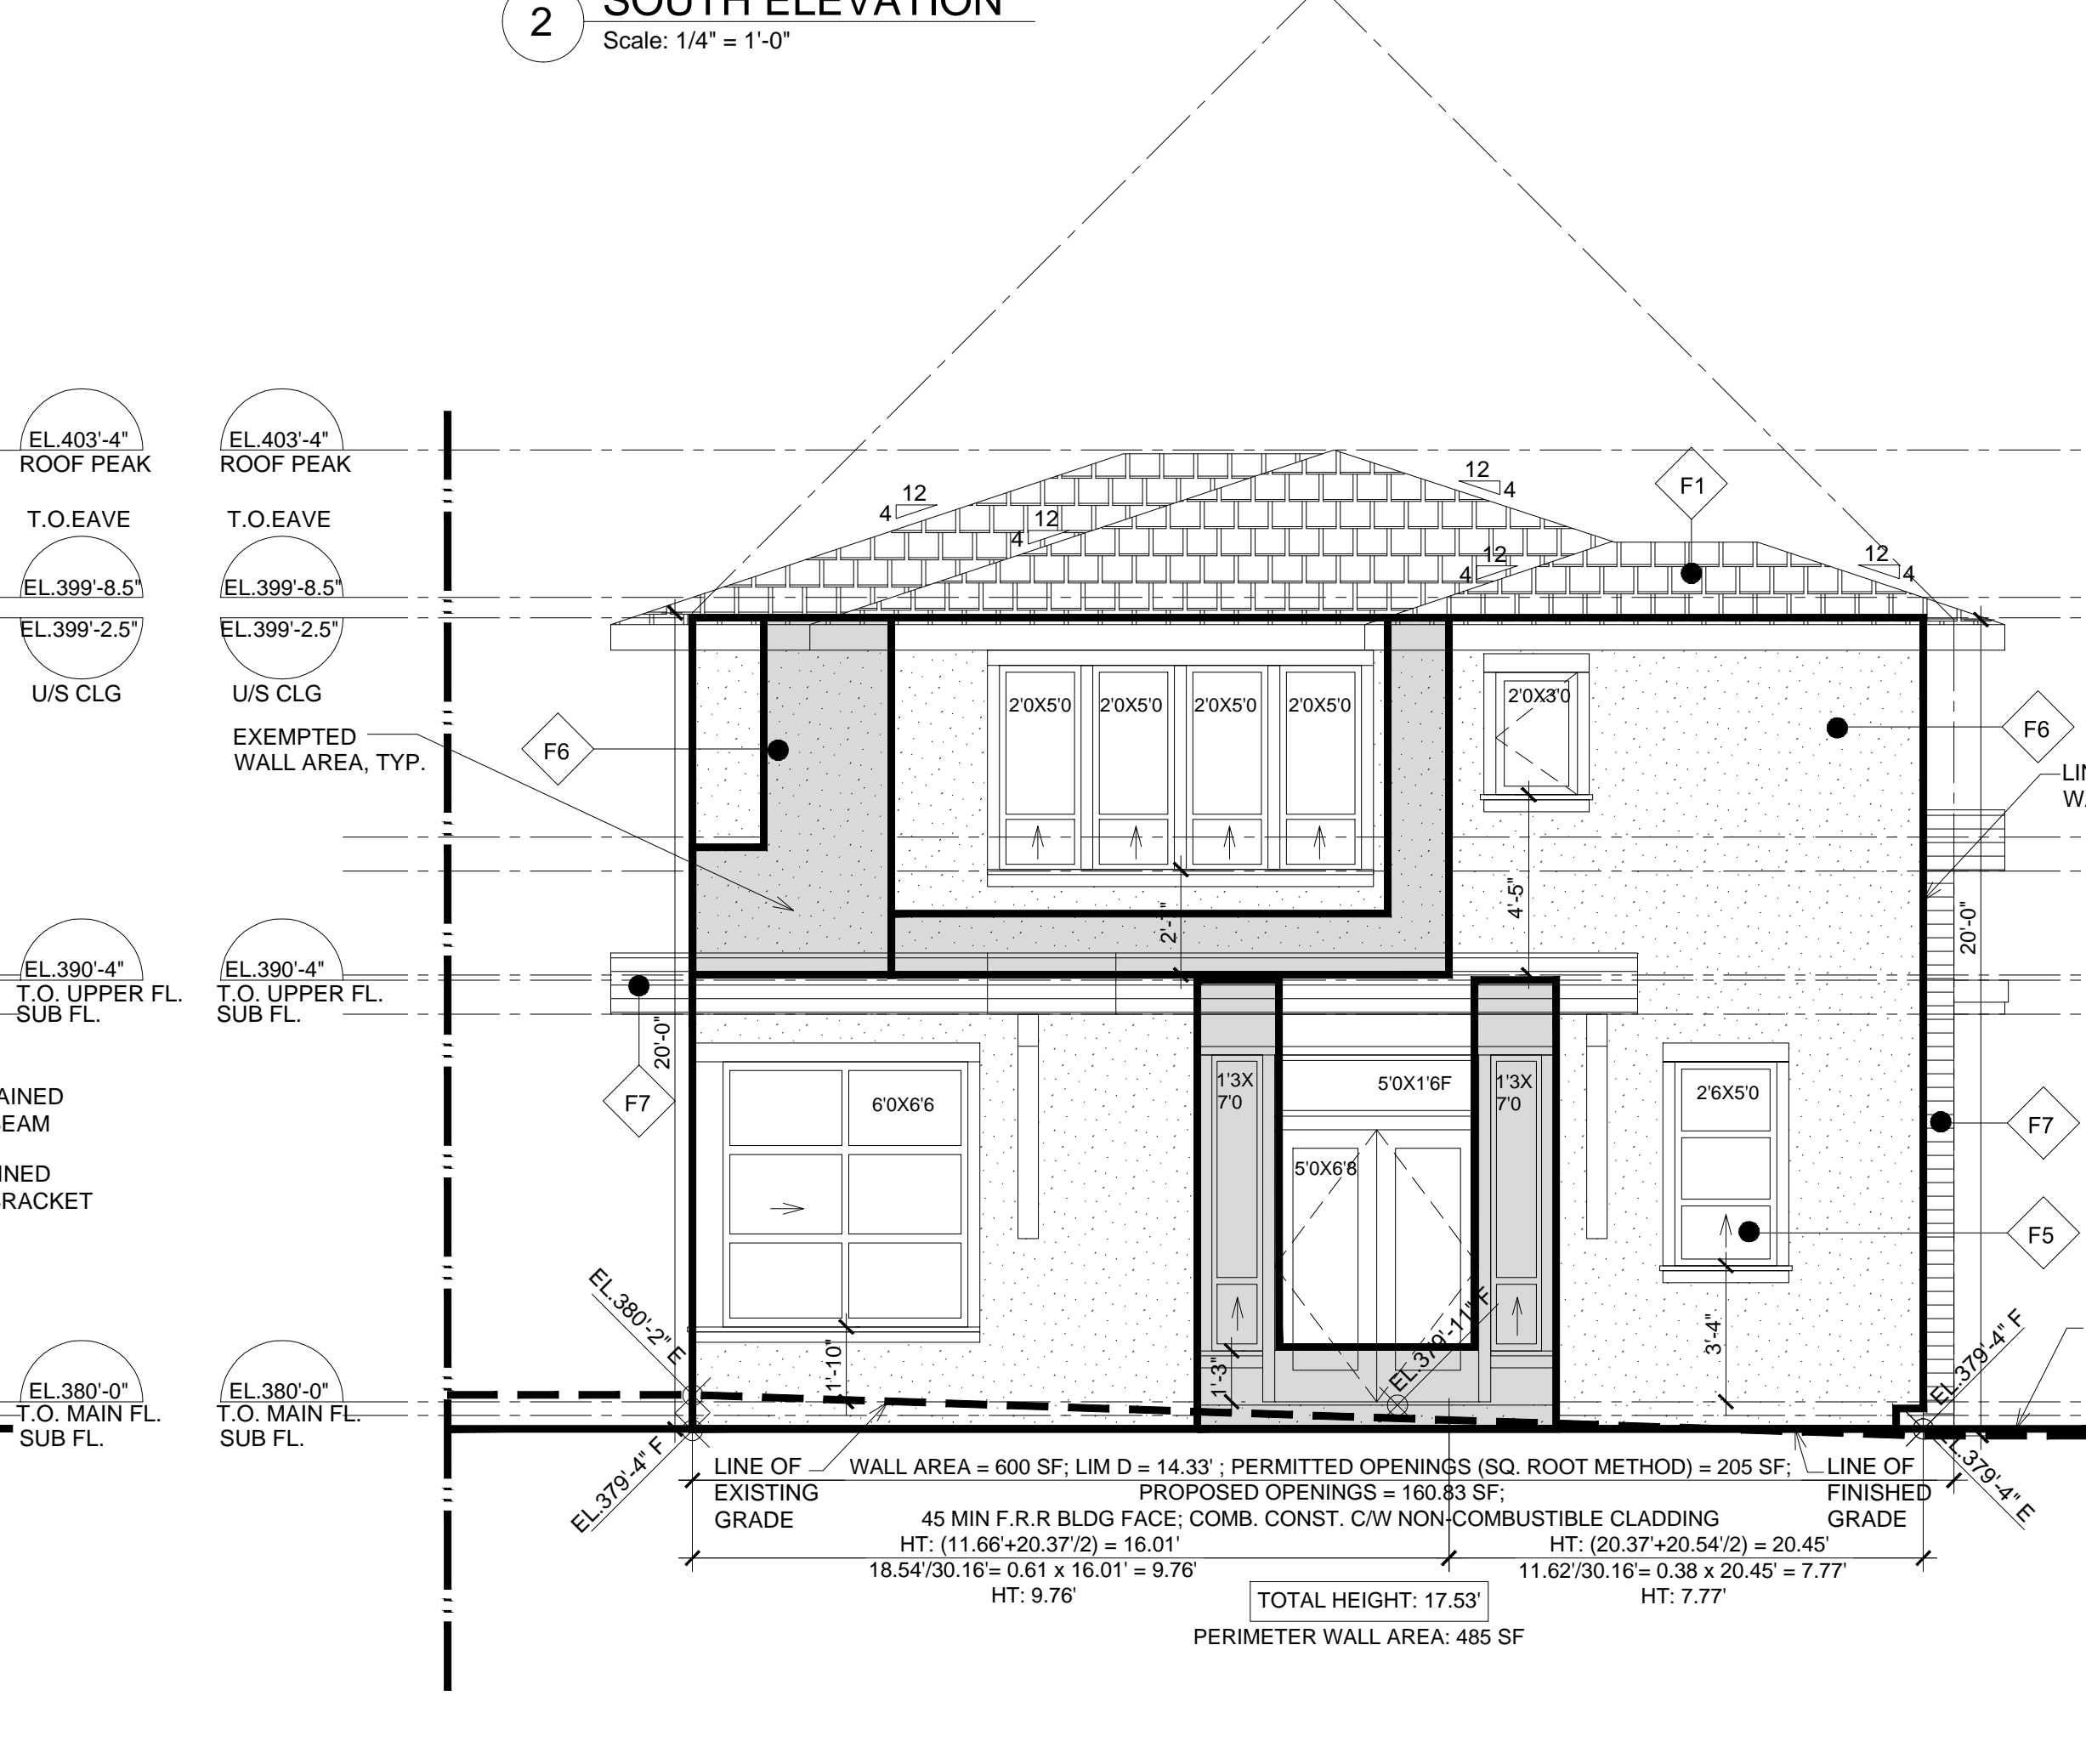 2
SOUTH ELEVATION
Scale: 1/4" = 1'-0"
EL.403'-4"
ROOF PEAK
EL.403'-4"
ROOF PEAK
T.O.EAVE
T.O.EAVE
EL.399'-8.5"
EL.399'-8.5"
EL.399'-2.5"
EL.399'-2.5"
U/S CLG
U/S CLG
12
4
12
4
12
4
12
4
12
4
F1
EXEMPTED
WALL AREA, TYP.
F6
2'0X5'0
2'0X5'0
2'0X5'0
2'0X5'0
2'0X3'0
F6
4'-5"
20'-0"
EL.390'-4"
T.O. UPPER FL.
SUB FL.
EL.390'-4"
T.O. UPPER FL.
SUB FL.
20'-0"
F7
6'0X6'6
1'3X
7'0
5'0X1'6F
1'3X
7'0
5'0X6'8
2'6X5'0
F7
F5
BRACKET
EL.380'-2" E
1'-10"
1'-3"
EL.379'-11" F
3'-4"
EL.379'-4" F
EL.380'-0"
T.O. MAIN FL.
SUB FL.
EL.380'-0"
T.O. MAIN FL.
SUB FL.
EL.379'-4" F
EL.379'-4" E
LINE OF
EXISTING
GRADE
WALL AREA = 600 SF; LIM D = 14.33' ; PERMITTED OPENINGS (SQ. ROOT METHOD) = 205 SF;
PROPOSED OPENINGS = 160.83 SF;
45 MIN F.R.R BLDG FACE; COMB. CONST. C/W NON-COMBUSTIBLE CLADDING
LINE OF
FINISHED
GRADE
HT: (11.66'+20.37'/2) = 16.01'
18.54'/30.16'= 0.61 x 16.01' = 9.76'
HT: 9.76'
HT: (20.37'+20.54'/2) = 20.45'
11.62'/30.16'= 0.38 x 20.45' = 7.77'
HT: 7.77'
TOTAL HEIGHT: 17.53'
PERIMETER WALL AREA: 485 SF